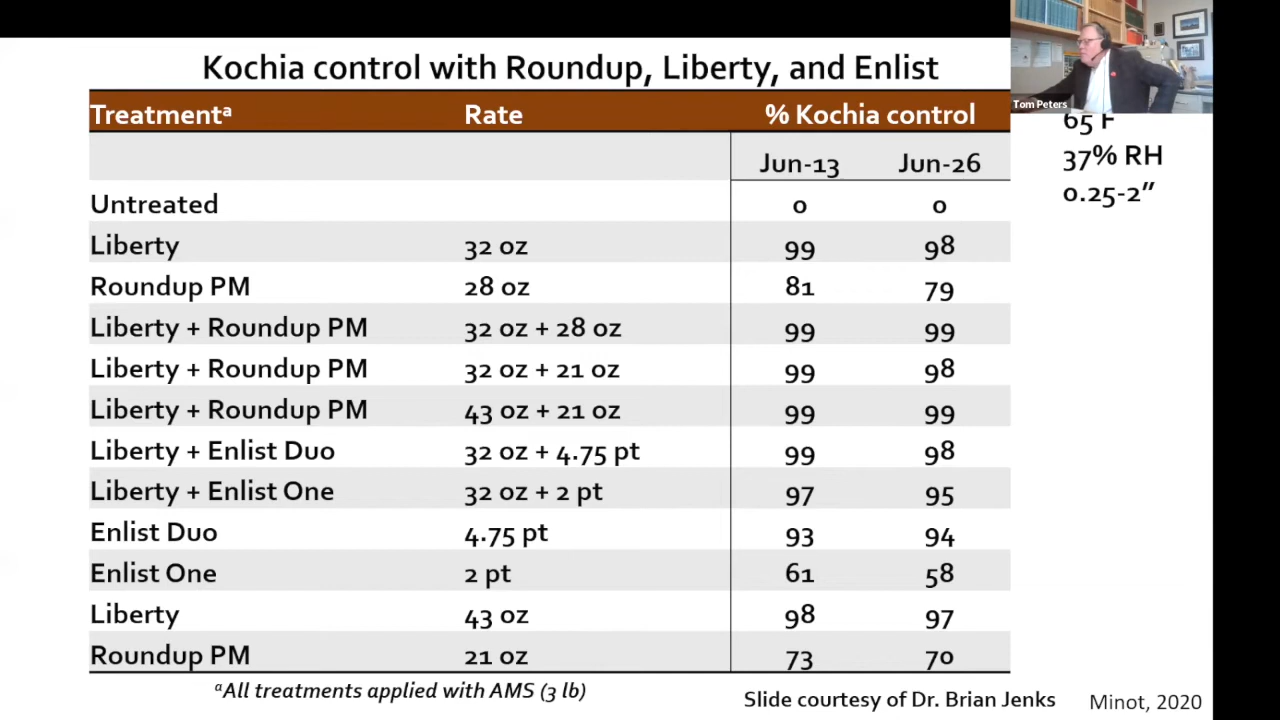 Kochia control with Roundup, Liberty, and Enlist
Treatmentᵃ Rate % Kochia control
Jun-13 Jun-26
Untreated 0 0
Liberty 32 oz 99 98
Roundup PM 28 oz 81 79
Liberty + Roundup PM 32 oz + 28 oz 99 99
Liberty + Roundup PM 32 oz + 21 oz 99 98
Liberty + Roundup PM 43 oz + 21 oz 99 99
Liberty + Enlist Duo 32 oz + 4.75 pt 99 98
Liberty + Enlist One 32 oz + 2 pt 97 95
Enlist Duo 4.75 pt 93 94
Enlist One 2 pt 61 58
Liberty 43 oz 98 97
Roundup PM 21 oz 73 70
ᵃAll treatments applied with AMS (3 lb)
Slide courtesy of Dr. Brian Jenks
Minot, 2020
Tom Peters
65 F
37% RH
0.25-2”